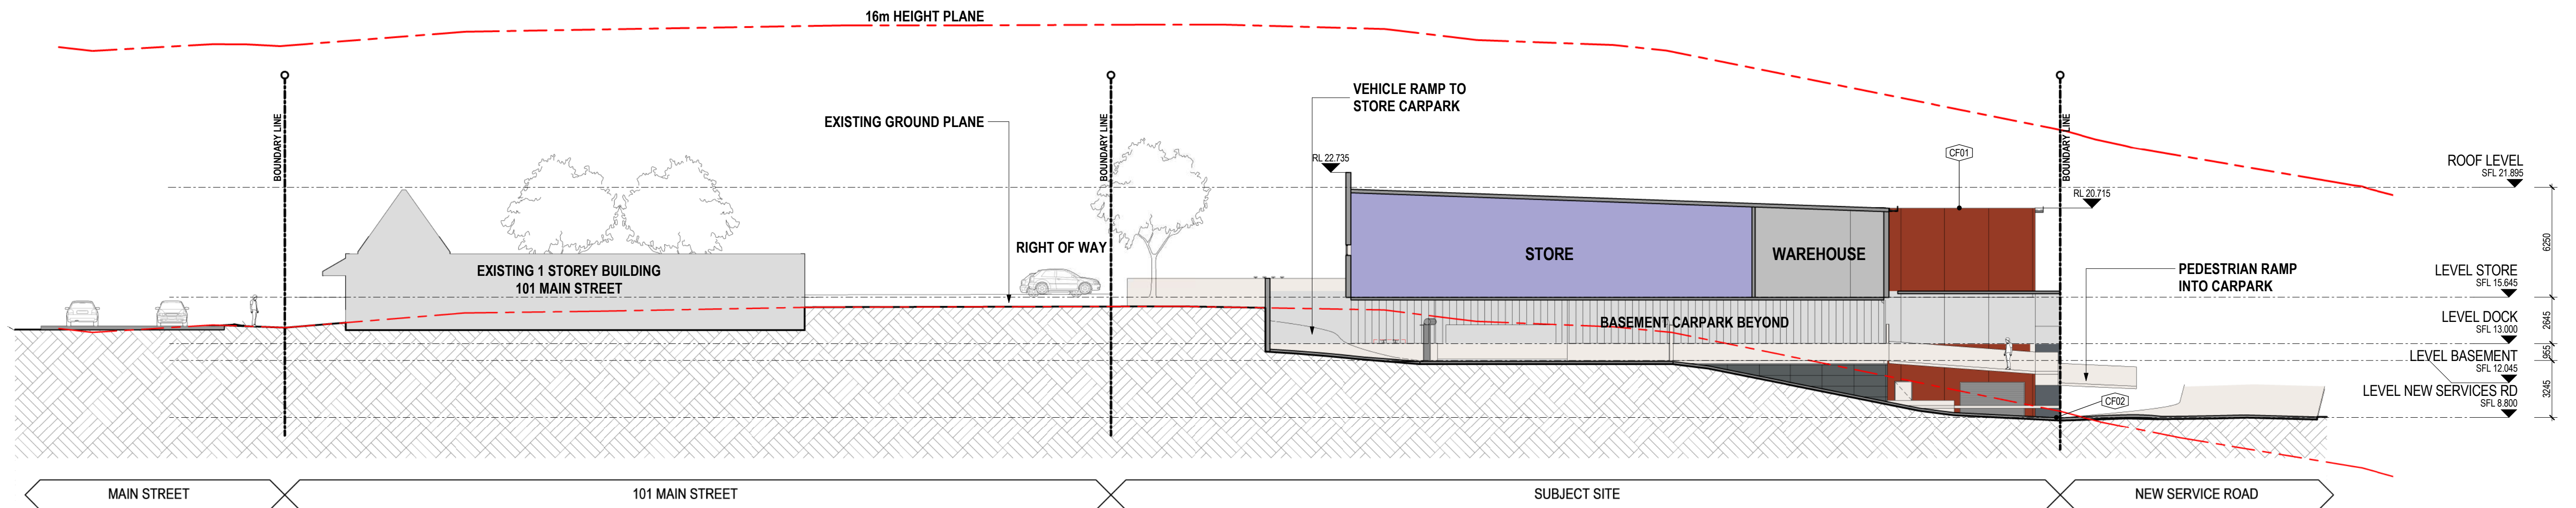 16m HEIGHT PLANE
VEHICLE RAMP TO
STORE CARPARK
EXISTING GROUND PLANE
BOUNDARY LINE
BOUNDARY LINE
BOUNDARY LINE
CF01
RL 22.735
RL 20.715
ROOF LEVEL
SFL 21.895
6250
RIGHT OF WAY
STORE
WAREHOUSE
EXISTING 1 STOREY BUILDING
101 MAIN STREET
PEDESTRIAN RAMP
INTO CARPARK
LEVEL STORE
SFL 15.645
2645
BASEMENT CARPARK BEYOND
LEVEL DOCK
SFL 13.000
955
LEVEL BASEMENT
SFL 12.045
3245
LEVEL NEW SERVICES RD
SFL 8.800
CF02
MAIN STREET
101 MAIN STREET
SUBJECT SITE
NEW SERVICE ROAD